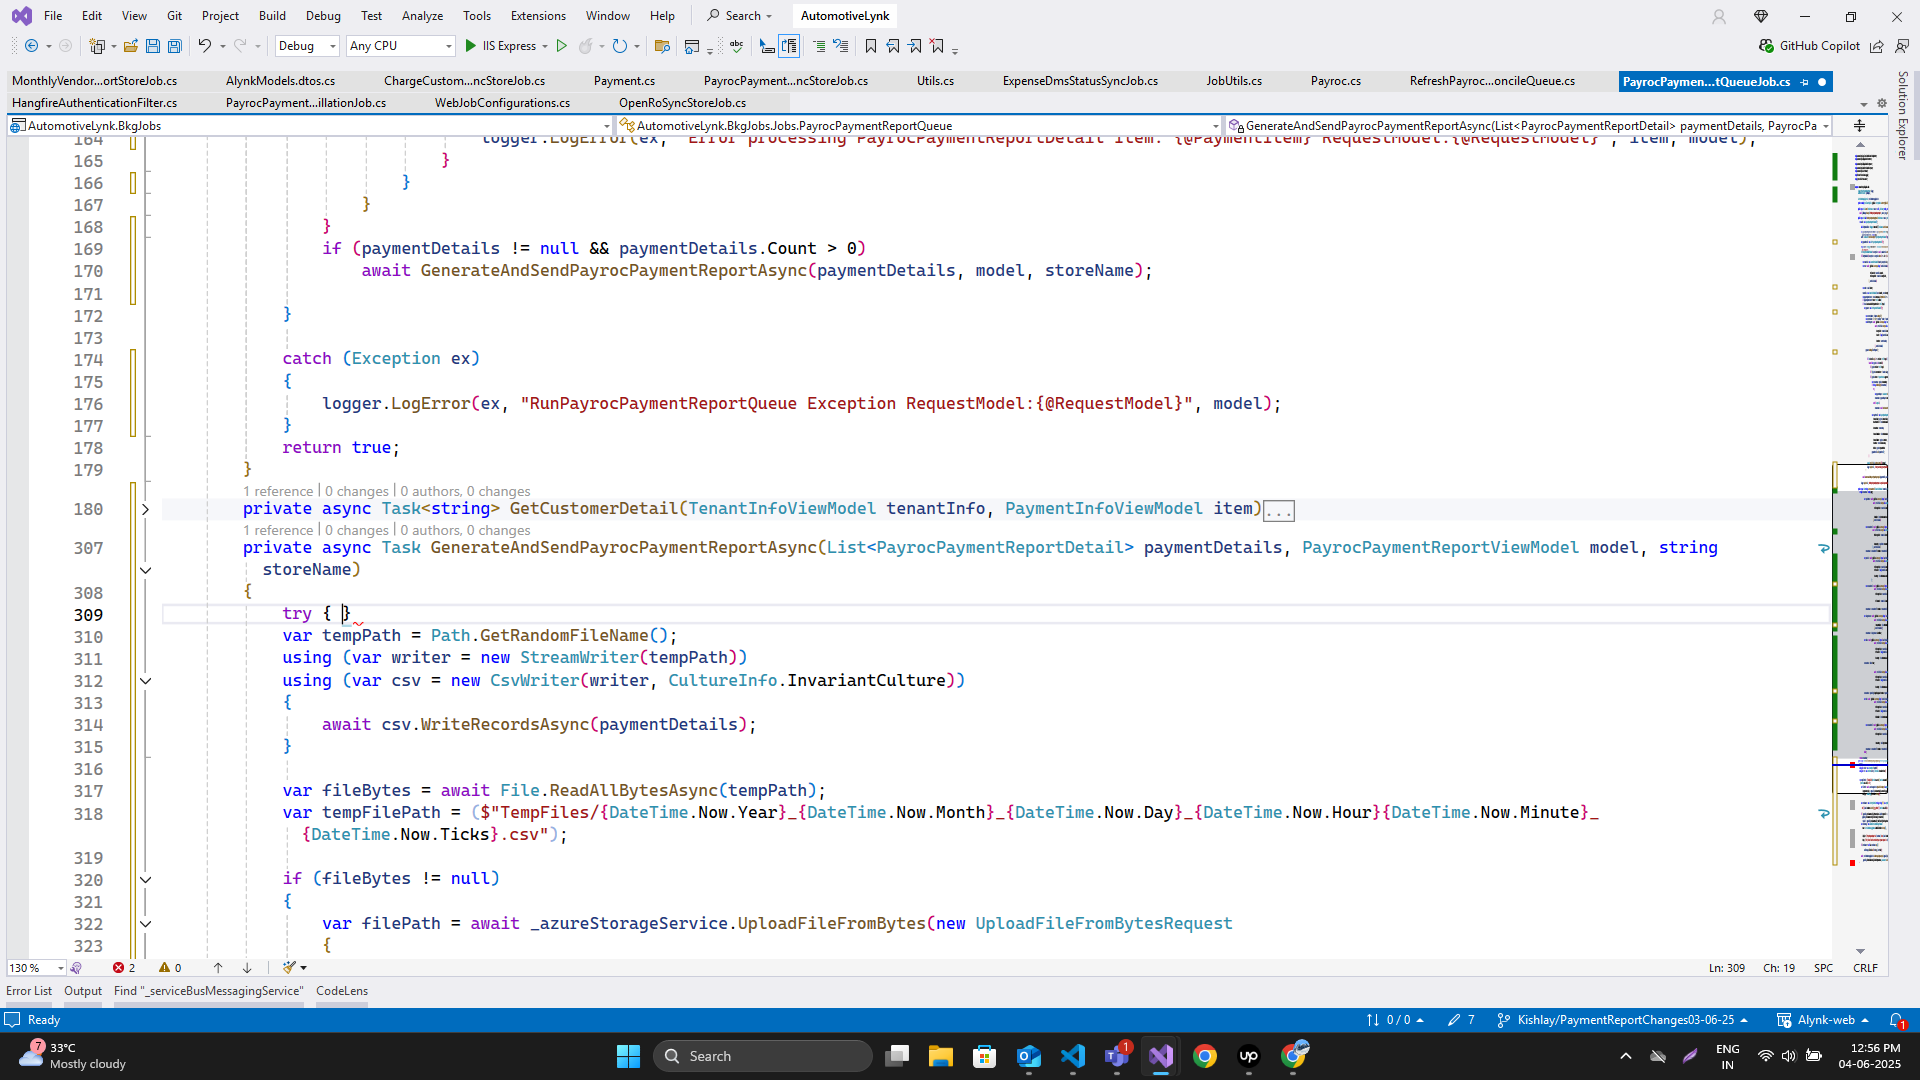 File Edit View Git Project Build Debug Test Analyze Tools Extensions Window Help Search AutomotiveLynk
Debug Any CPU IIS Express GitHub Copilot
MonthlyVendor...ortStoreJob.cs AlynkModels.dtos.cs ChargeCustom...ncStoreJob.cs Payment.cs PayrocPayment...ncStoreJob.cs Utils.cs ExpenseDmsStatusSyncJob.cs JobUtils.cs Payroc.cs RefreshPayroc...oncileQueue.cs PayrocPaymen...tQueueJob.cs
HangfireAuthenticationFilter.cs PayrocPayment...illationJob.cs WebJobConfigurations.cs OpenRoSyncStoreJob.cs
AutomotiveLynk.BkgJobs AutomotiveLynk.BkgJobs.Jobs.PayrocPaymentReportQueue GenerateAndSendPayrocPaymentReportAsync(List<PayrocPaymentReportDetail> paymentDetails, PayrocPa
Solution Explorer
164 logger.LogError(ex, "Error processing PayrocPaymentReportDetail item: {@PaymentItem} RequestModel:{@RequestModel}", item, model);
165 }
166 }
167 }
168 }
169 if (paymentDetails != null && paymentDetails.Count > 0)
170 await GenerateAndSendPayrocPaymentReportAsync(paymentDetails, model, storeName);
171
172 }
173
174 catch (Exception ex)
175 {
176 logger.LogError(ex, "RunPayrocPaymentReportQueue Exception RequestModel:{@RequestModel}", model);
177 }
178 return true;
179 }
1 reference | 0 changes | 0 authors, 0 changes
180 private async Task<string> GetCustomerDetail(TenantInfoViewModel tenantInfo, PaymentInfoViewModel item)...
1 reference | 0 changes | 0 authors, 0 changes
307 private async Task GenerateAndSendPayrocPaymentReportAsync(List<PayrocPaymentReportDetail> paymentDetails, PayrocPaymentReportViewModel model, string
storeName)
308 {
309 try { }
310 var tempPath = Path.GetRandomFileName();
311 using (var writer = new StreamWriter(tempPath))
312 using (var csv = new CsvWriter(writer, CultureInfo.InvariantCulture))
313 {
314 await csv.WriteRecordsAsync(paymentDetails);
315 }
316
317 var fileBytes = await File.ReadAllBytesAsync(tempPath);
318 var tempFilePath = ($"TempFiles/{DateTime.Now.Year}_{DateTime.Now.Month}_{DateTime.Now.Day}_{DateTime.Now.Hour}{DateTime.Now.Minute}_
{DateTime.Now.Ticks}.csv");
319
320 if (fileBytes != null)
321 {
322 var filePath = await _azureStorageService.UploadFileFromBytes(new UploadFileFromBytesRequest
323 {
130 % 2 0 Ln: 309 Ch: 19 SPC CRLF
Error List Output Find "_serviceBusMessagingService" CodeLens
Ready 0 / 0 7 Kishlay/PaymentReportChanges03-06-25 Alynk-web 1
7 33°C
Mostly cloudy
Search
1
up
ENG
IN
12:56 PM
04-06-2025